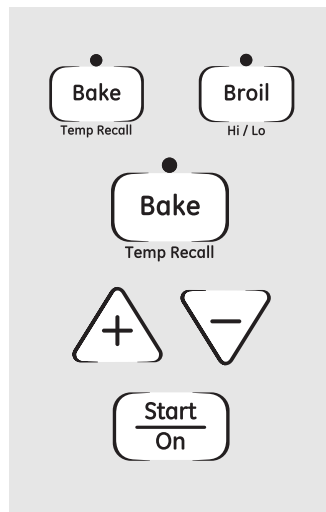 Bake
Broil
Temp Recall
Hi / Lo
Bake
Temp Recall
+
−
Start
On